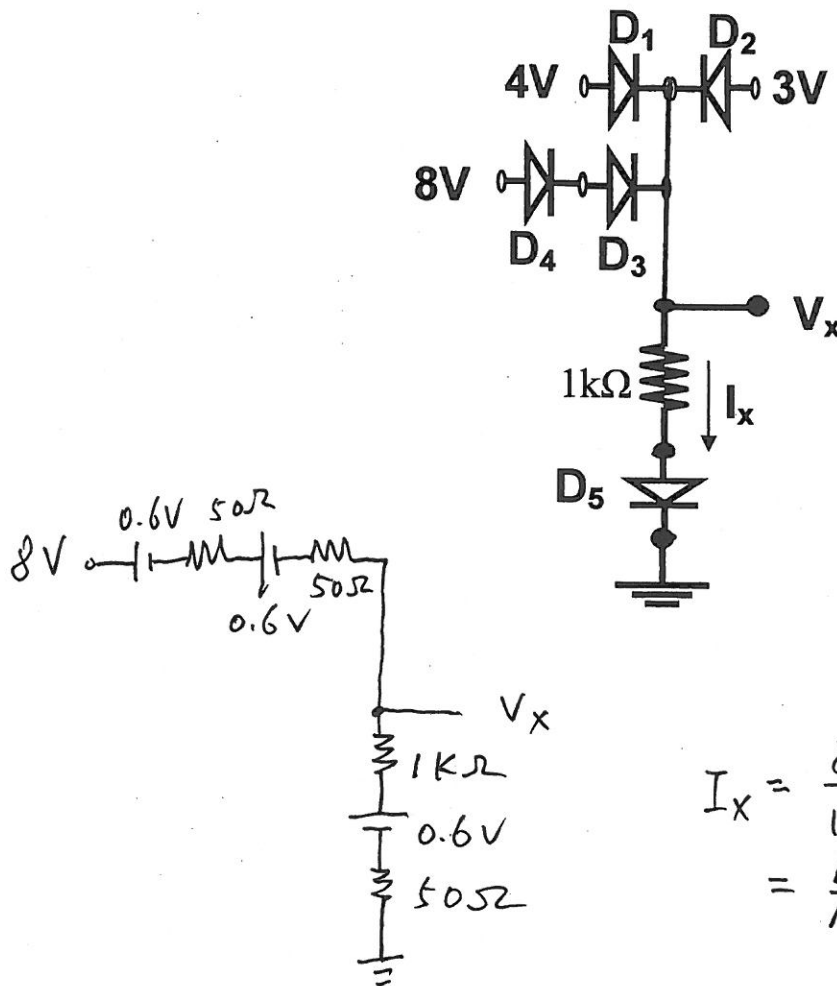 D₁ D₂
4V 3V
8V
D₄ D₃
Vₓ
1kΩ Iₓ
D₅
0.6V 50Ω
8V
50Ω
0.6V
Vₓ
1KΩ
0.6V
50Ω
Iₓ =
=